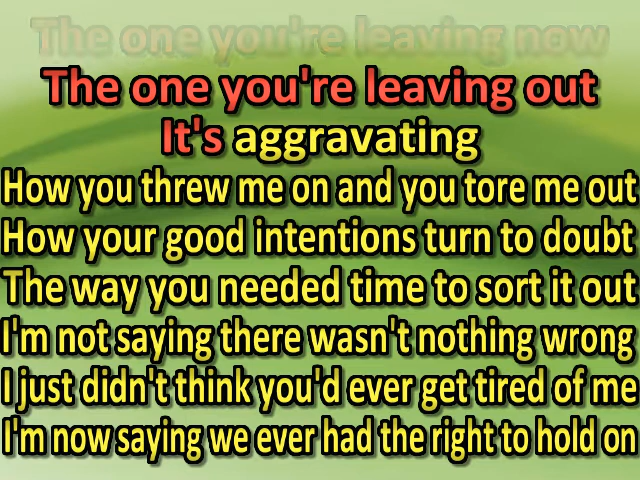 The one you're leaving now
The one you're leaving out
It's aggravating
How you threw me on and you tore me out
How your good intentions turn to doubt
The way you needed time to sort it out
I'm not saying there wasn't nothing wrong
I just didn't think you'd ever get tired of me
I'm now saying we ever had the right to hold on